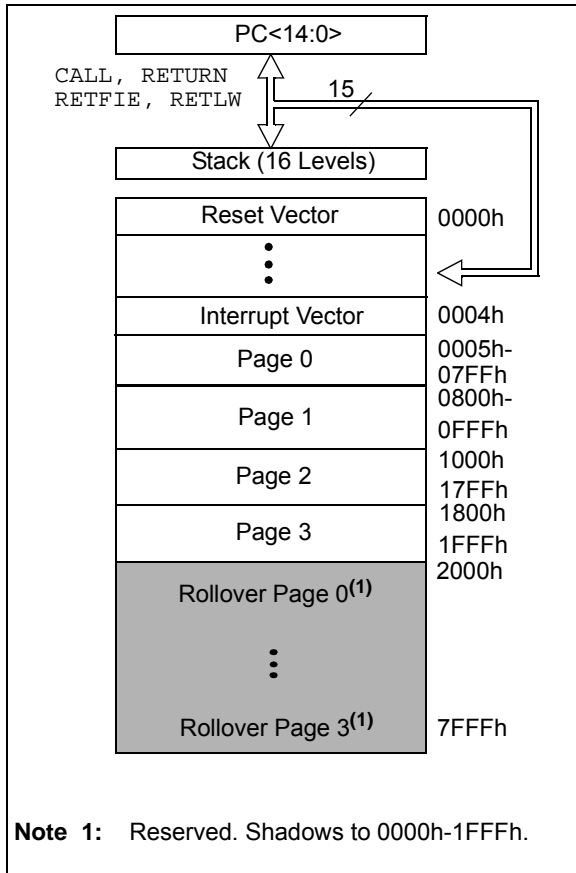 PC<14:0>
CALL, RETURN
RETFIE, RETLW
15
Stack (16 Levels)
Reset Vector
0000h
Interrupt Vector
0004h
Page 0
0005h-
07FFh
Page 1
0800h-
0FFFh
Page 2
1000h
17FFh
Page 3
1800h
1FFFh
Rollover Page 0(1)
2000h
Rollover Page 3(1)
7FFFh
Note 1: Reserved. Shadows to 0000h-1FFFh.